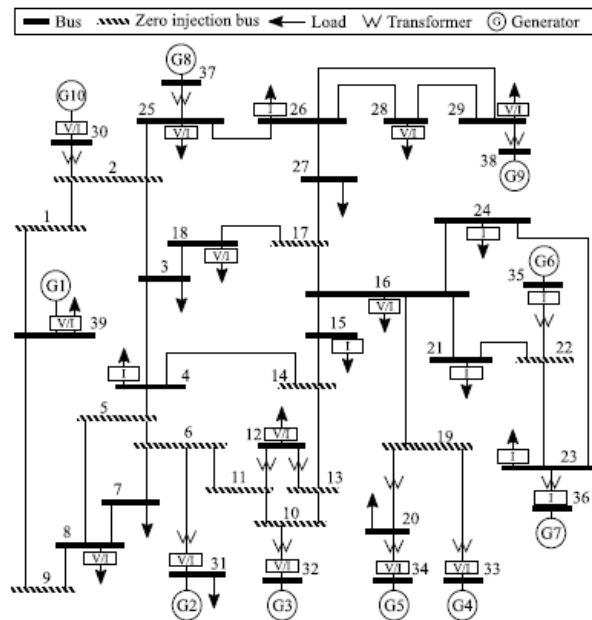 Bus Zero injection bus Load Transformer G Generator
G8
37
G10
25
26
28
29
V/I
I
V/I
30
V/I
V/I
38
2
27
G9
1
24
18
17
I
G6
V/I
3
16
35
G1
I
V/I
39
V/I
15
21
22
I
I
I
4
14
5
6
12
V/I
19
I
23
7
11
13
I
8
10
20
36
V/I
G7
9
V/I
31
V/I
32
V/I
34
V/I
33
G2
G3
G5
G4